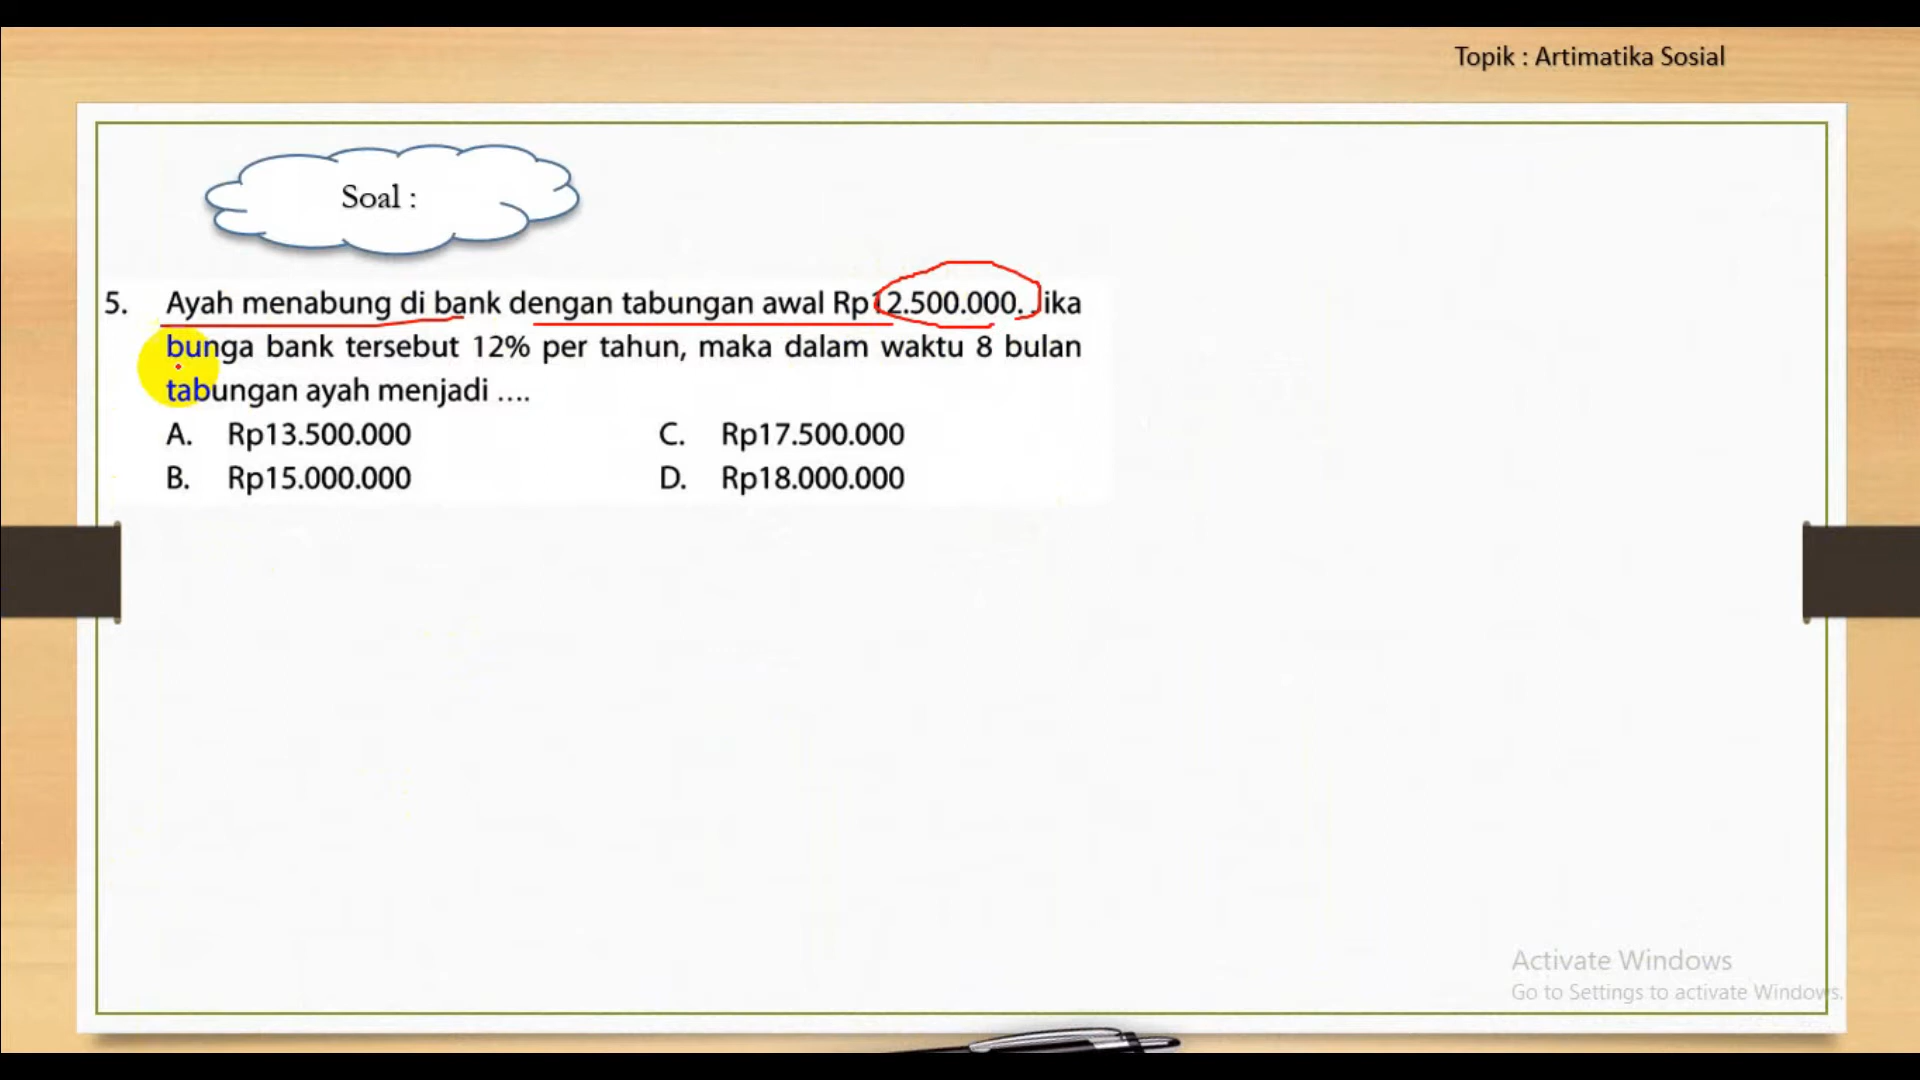 Topik : Artimatika Sosial
Soal :
5. Ayah menabung di bank dengan tabungan awal Rp12.500.000. Jika
bunga bank tersebut 12% per tahun, maka dalam waktu 8 bulan
tabungan ayah menjadi ....
A. Rp13.500.000 C. Rp17.500.000
B. Rp15.000.000 D. Rp18.000.000
Activate Windows
Go to Settings to activate Windows.